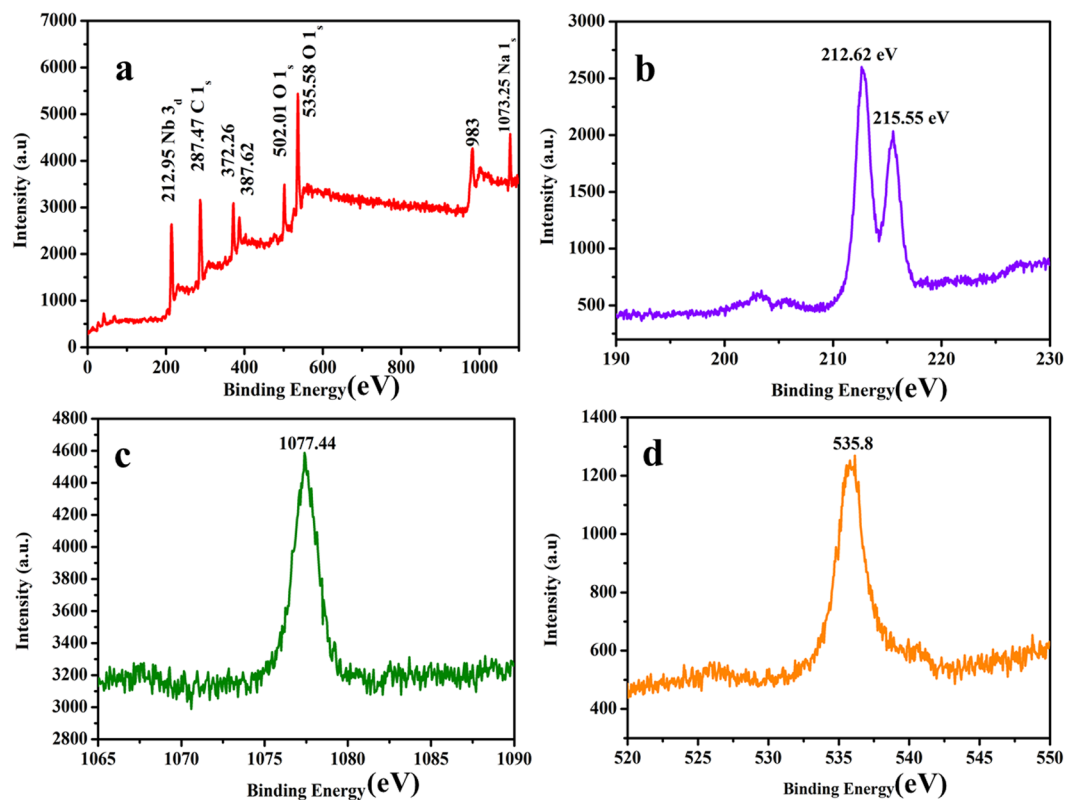 a
212.95 Nb 3d
287.47 C 1s
372.26
387.62
502.01 O 1s
535.58 O 1s
983
1073.25 Na 1s
7000
6000
5000
4000
3000
2000
1000
0
Intensity (a.u)
0 200 400 600 800 1000
Binding Energy(eV)
b
212.62 eV
215.55 eV
3000
2500
2000
1500
1000
500
Intensity (a.u)
190 200 210 220 230
Binding Energy(eV)
c
1077.44
4800
4600
4400
4200
4000
3800
3600
3400
3200
3000
2800
Intensity (a.u.)
1065 1070 1075 1080 1085 1090
Binding Energy(eV)
d
535.8
1400
1200
1000
800
600
400
Intensity (a.u)
520 525 530 535 540 545 550
Binding Energy(eV)